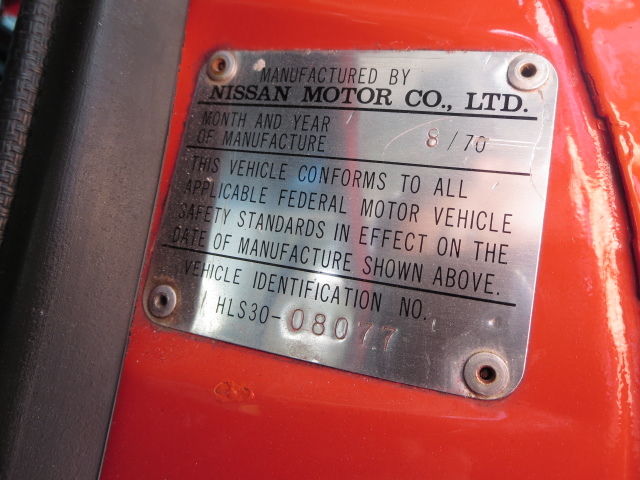 MANUFACTURED BY
NISSAN MOTOR CO., LTD.
MONTH AND YEAR
OF MANUFACTURE 8/70
THIS VEHICLE CONFORMS TO ALL
APPLICABLE FEDERAL MOTOR VEHICLE
SAFETY STANDARDS IN EFFECT ON THE
DATE OF MANUFACTURE SHOWN ABOVE.
VEHICLE IDENTIFICATION NO.
HLS30-08077